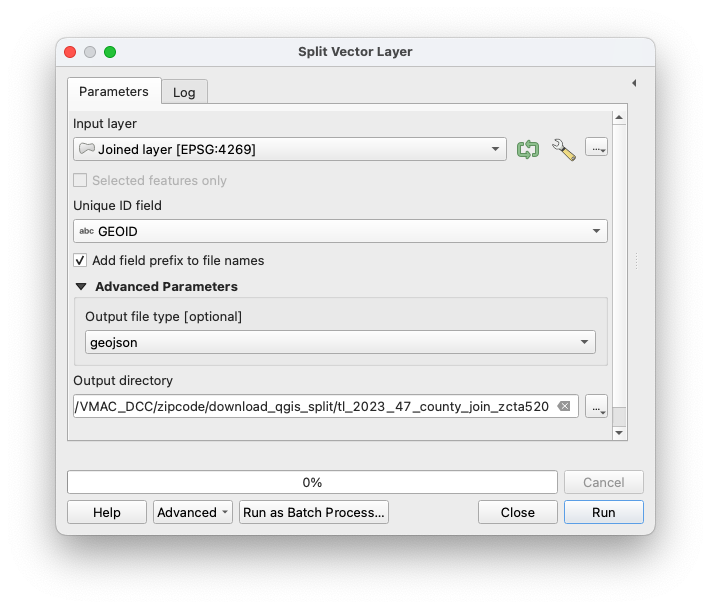 Split Vector Layer
Parameters
Log
Input layer
Joined layer [EPSG:4269]
...
Selected features only
Unique ID field
abc GEOID
Add field prefix to file names
Advanced Parameters
Output file type [optional]
geojson
Output directory
/VMAC_DCC/zipcode/download_qgis_split/tl_2023_47_county_join_zcta520
...
0%
Cancel
Help
Advanced
Run as Batch Process...
Close
Run